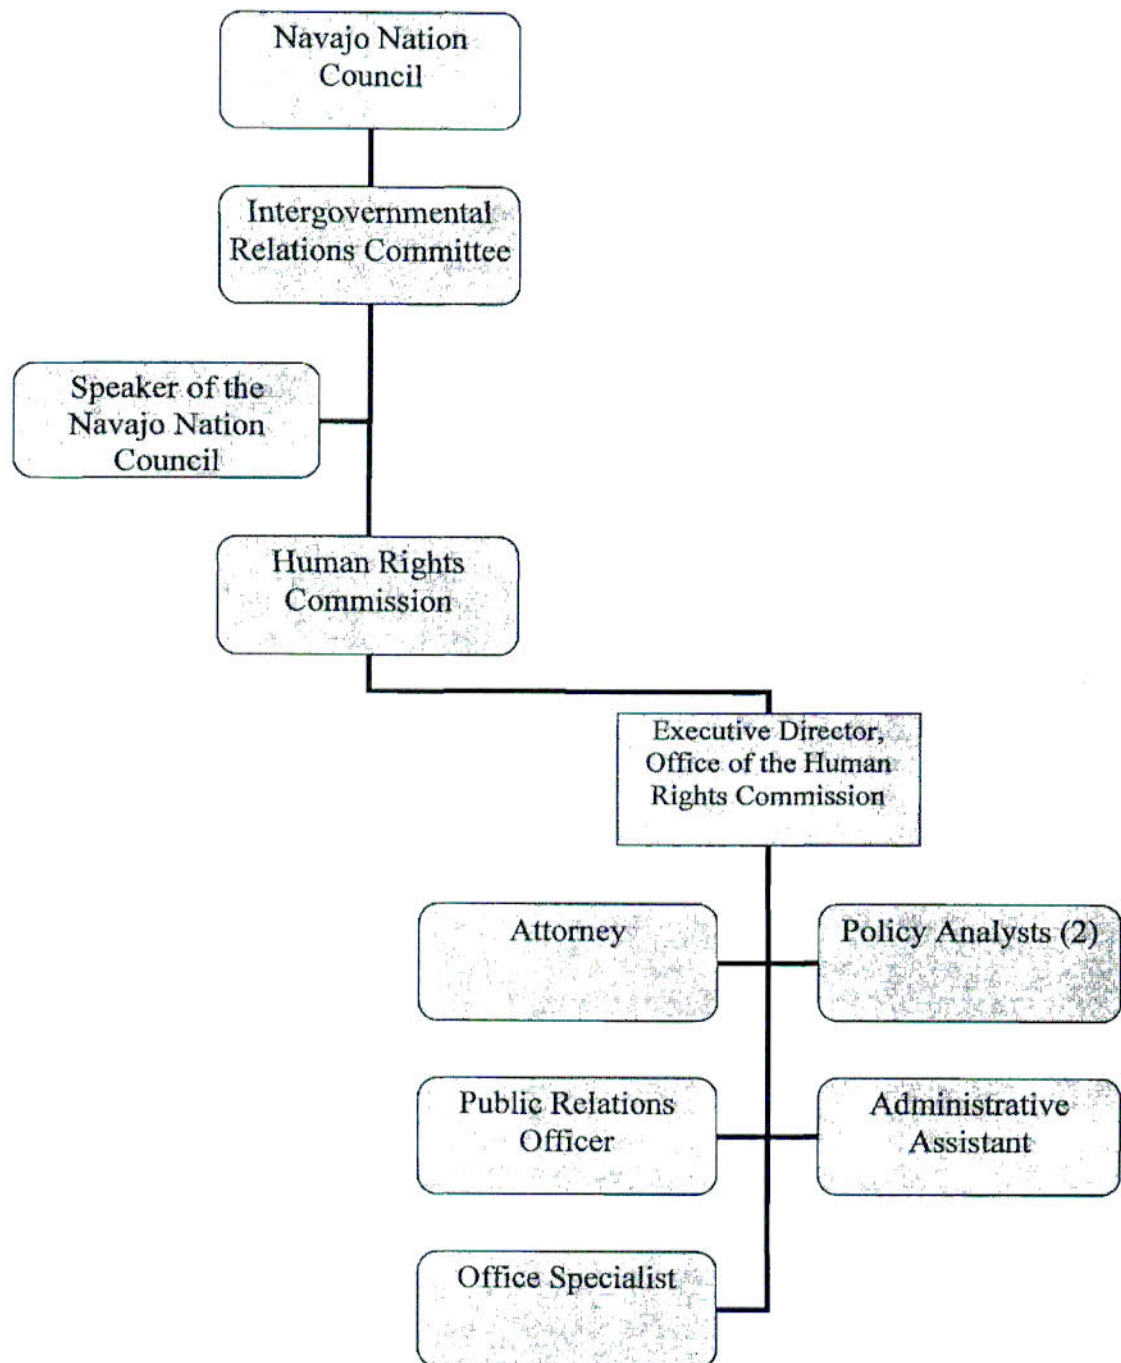 Navajo Nation
Council
Intergovernmental
Relations Committee
Speaker of the
Navajo Nation
Council
Human Rights
Commission
Executive Director,
Office of the Human
Rights Commission
Attorney
Policy Analysts (2)
Public Relations
Officer
Administrative
Assistant
Office Specialist